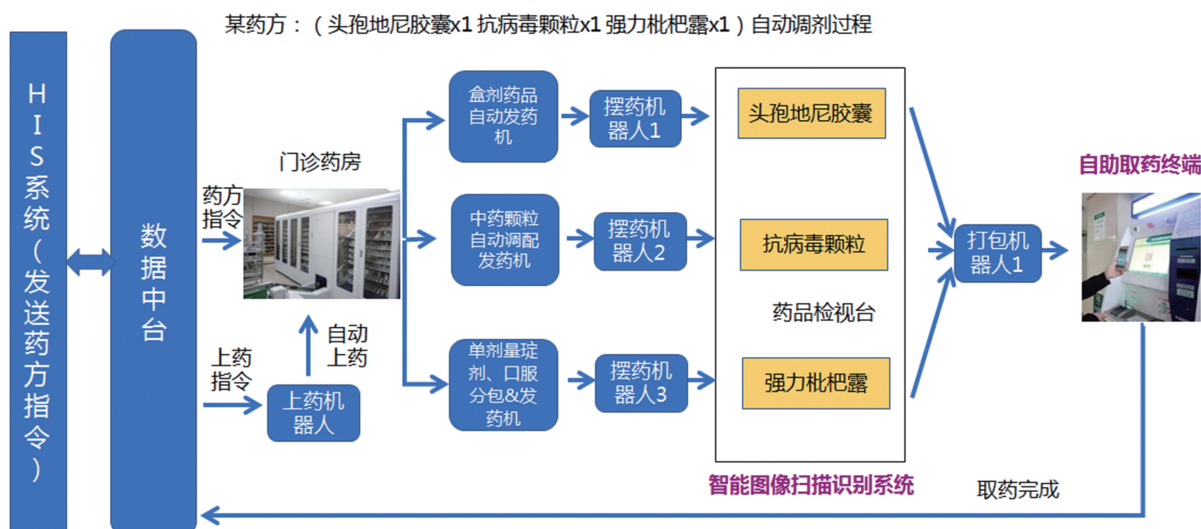 某药方：（头孢地尼胶囊x1 抗病毒颗粒x1 强力枇杷露x1）自动调剂过程
HIS系统（发送药方指令）
数据中台
药方
指令
上药
指令
门诊药房
自动
上药
上药机
器人
盒剂药品
自动发药
机
摆药机
器人1
头孢地尼胶囊
中药颗粒
自动调配
发药机
摆药机
器人2
抗病毒颗粒
药品检视台
单剂量锭
剂、口服
分包&发
药机
摆药机
器人3
强力枇杷露
智能图像扫描识别系统
打包机
器人1
自助取药终端
取药完成